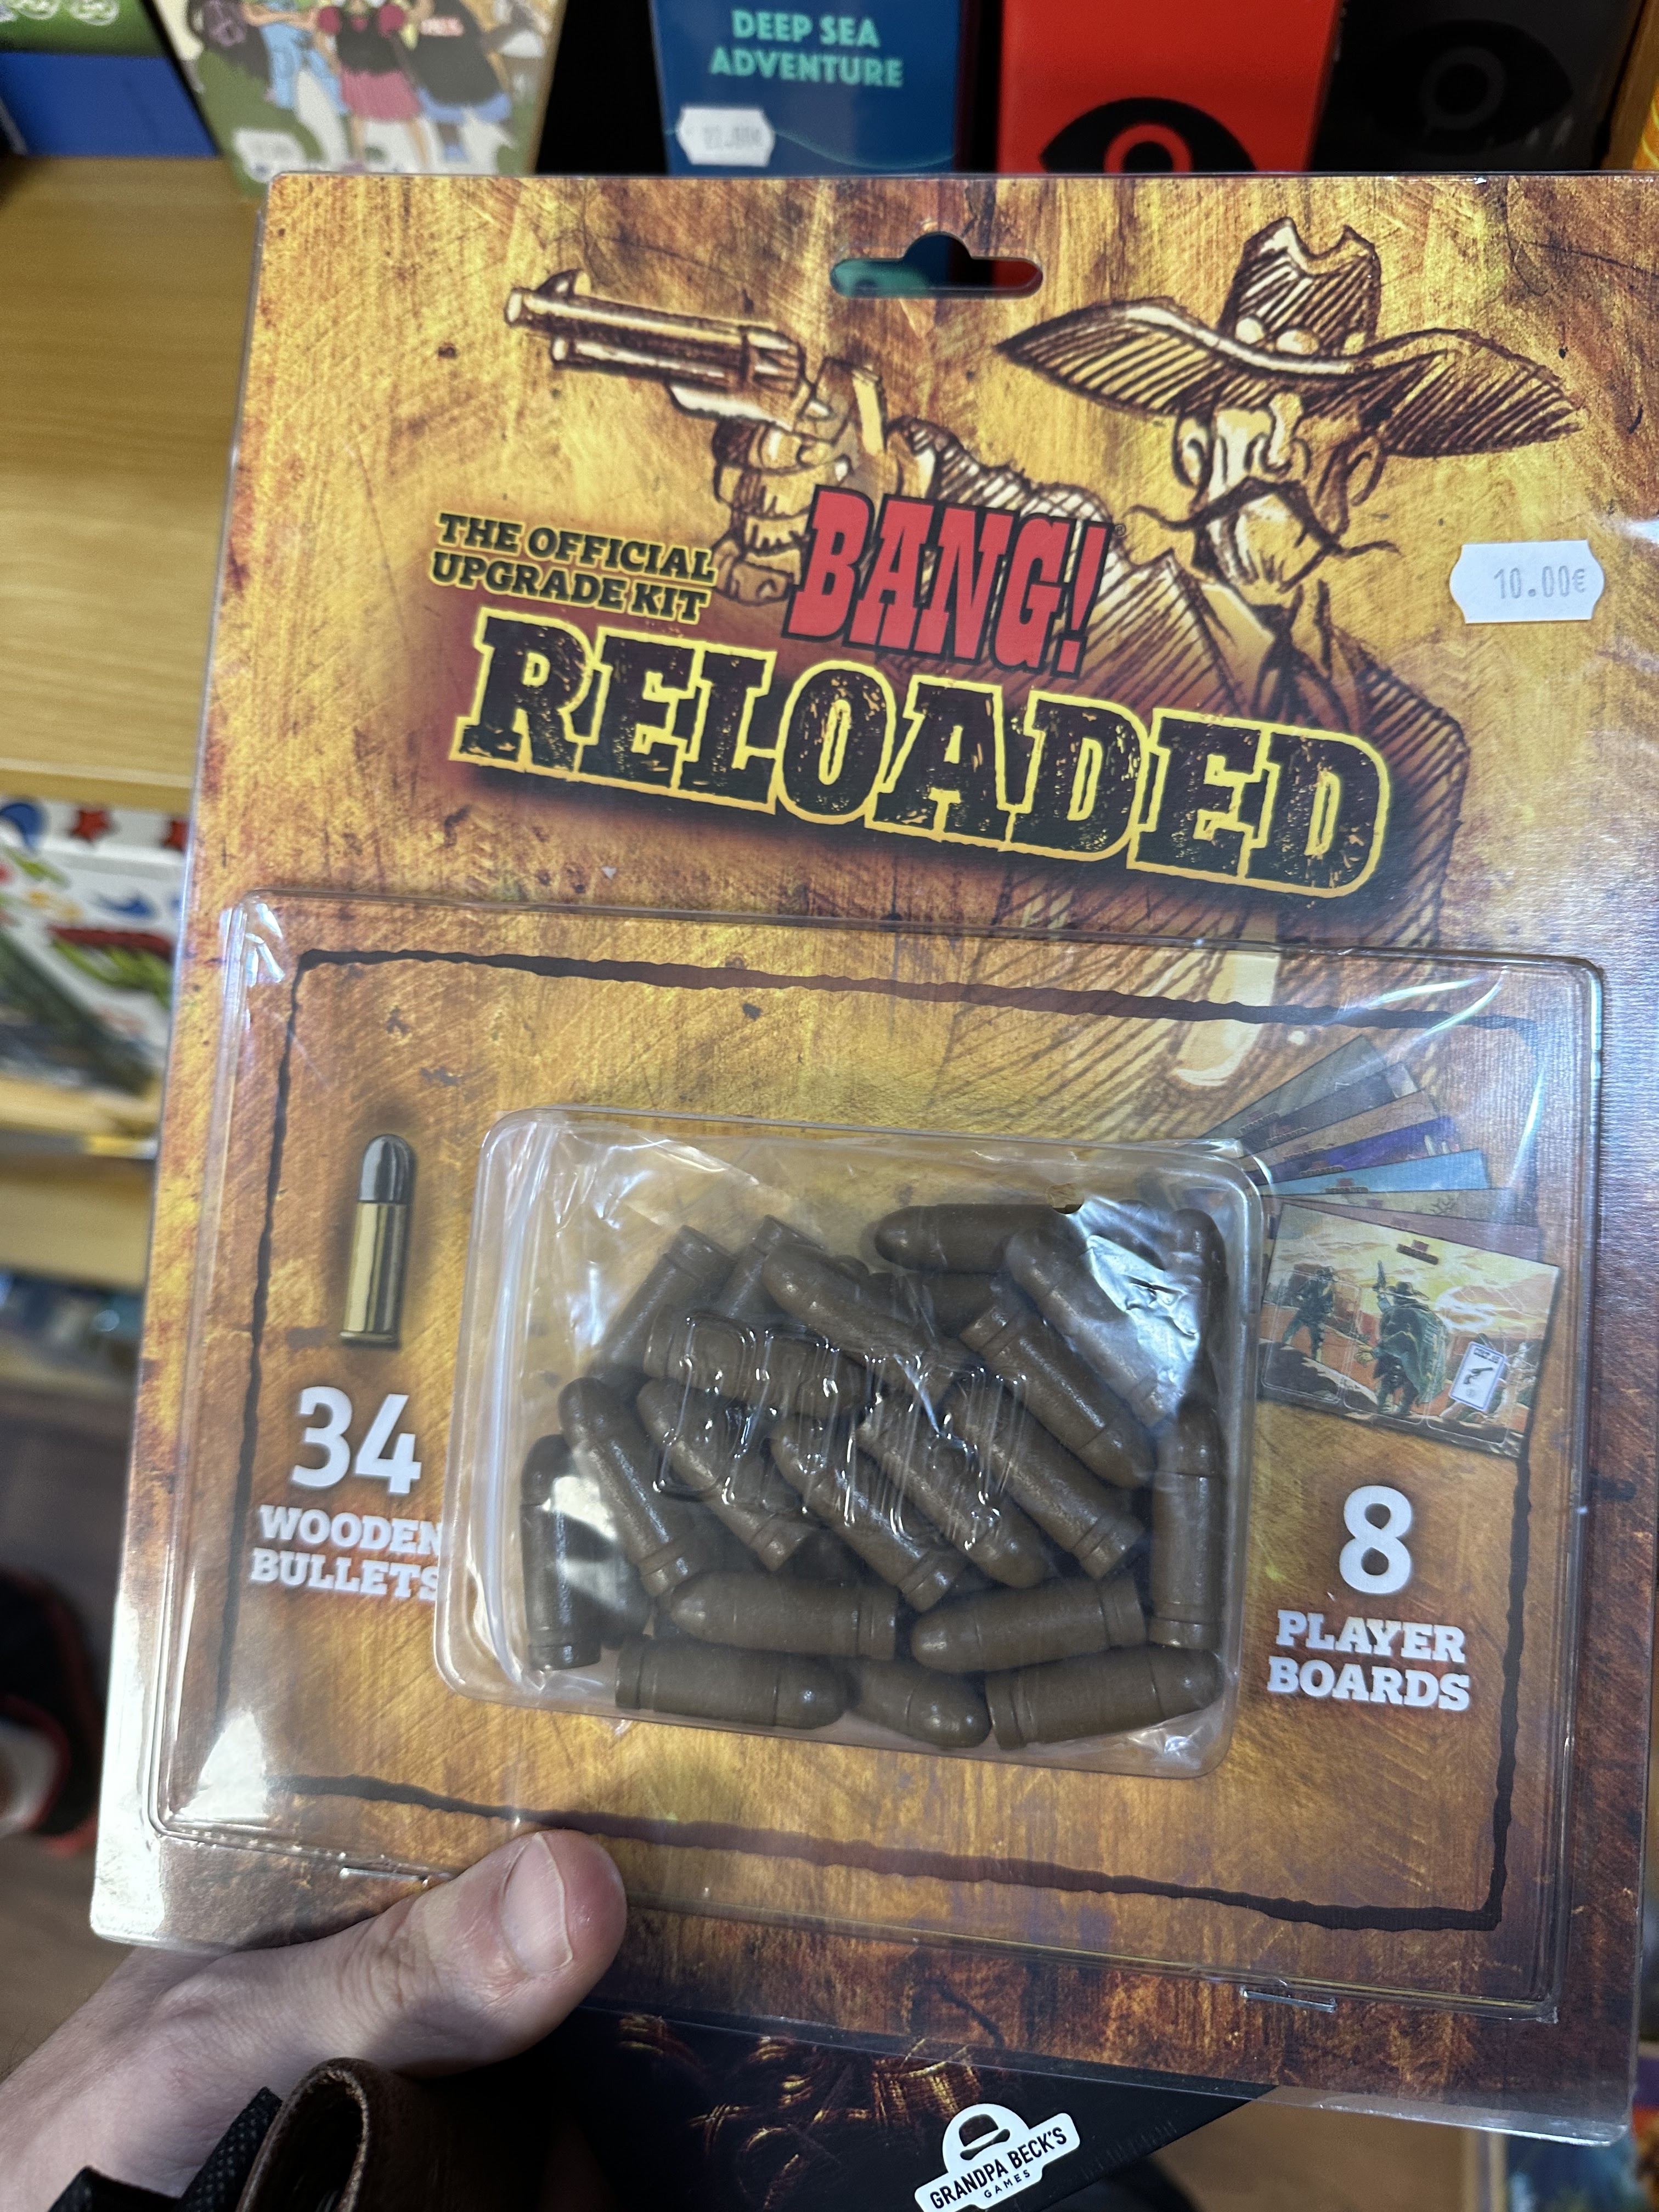 DEEP SEA
ADVENTURE
THE OFFICIAL
UPGRADE KIT
BANG!®
RELOADED
10.00€
34
WOODEN
BULLETS
8
PLAYER
BOARDS
GRANDPA BECK'S
GAMES